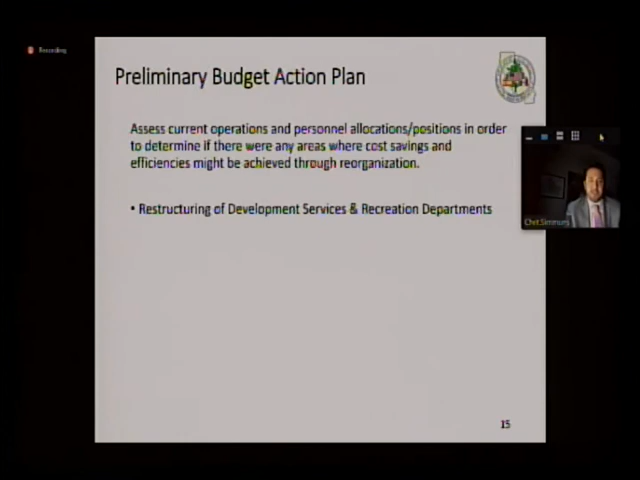 Recording
Preliminary Budget Action Plan
Assess current operations and personnel allocations/positions in order
to determine if there were any areas where cost savings and
efficiencies might be achieved through reorganization.
• Restructuring of Development Services & Recreation Departments
Chet Simmons
15